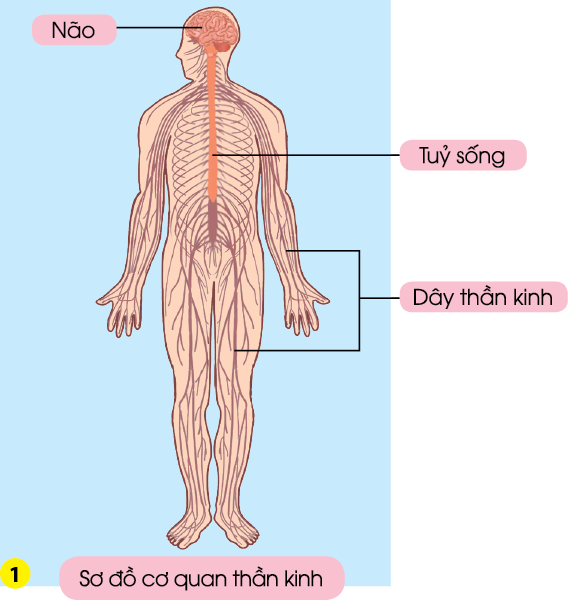 Não
Tuỷ sống
Dây thần kinh
1
Sơ đồ cơ quan thần kinh